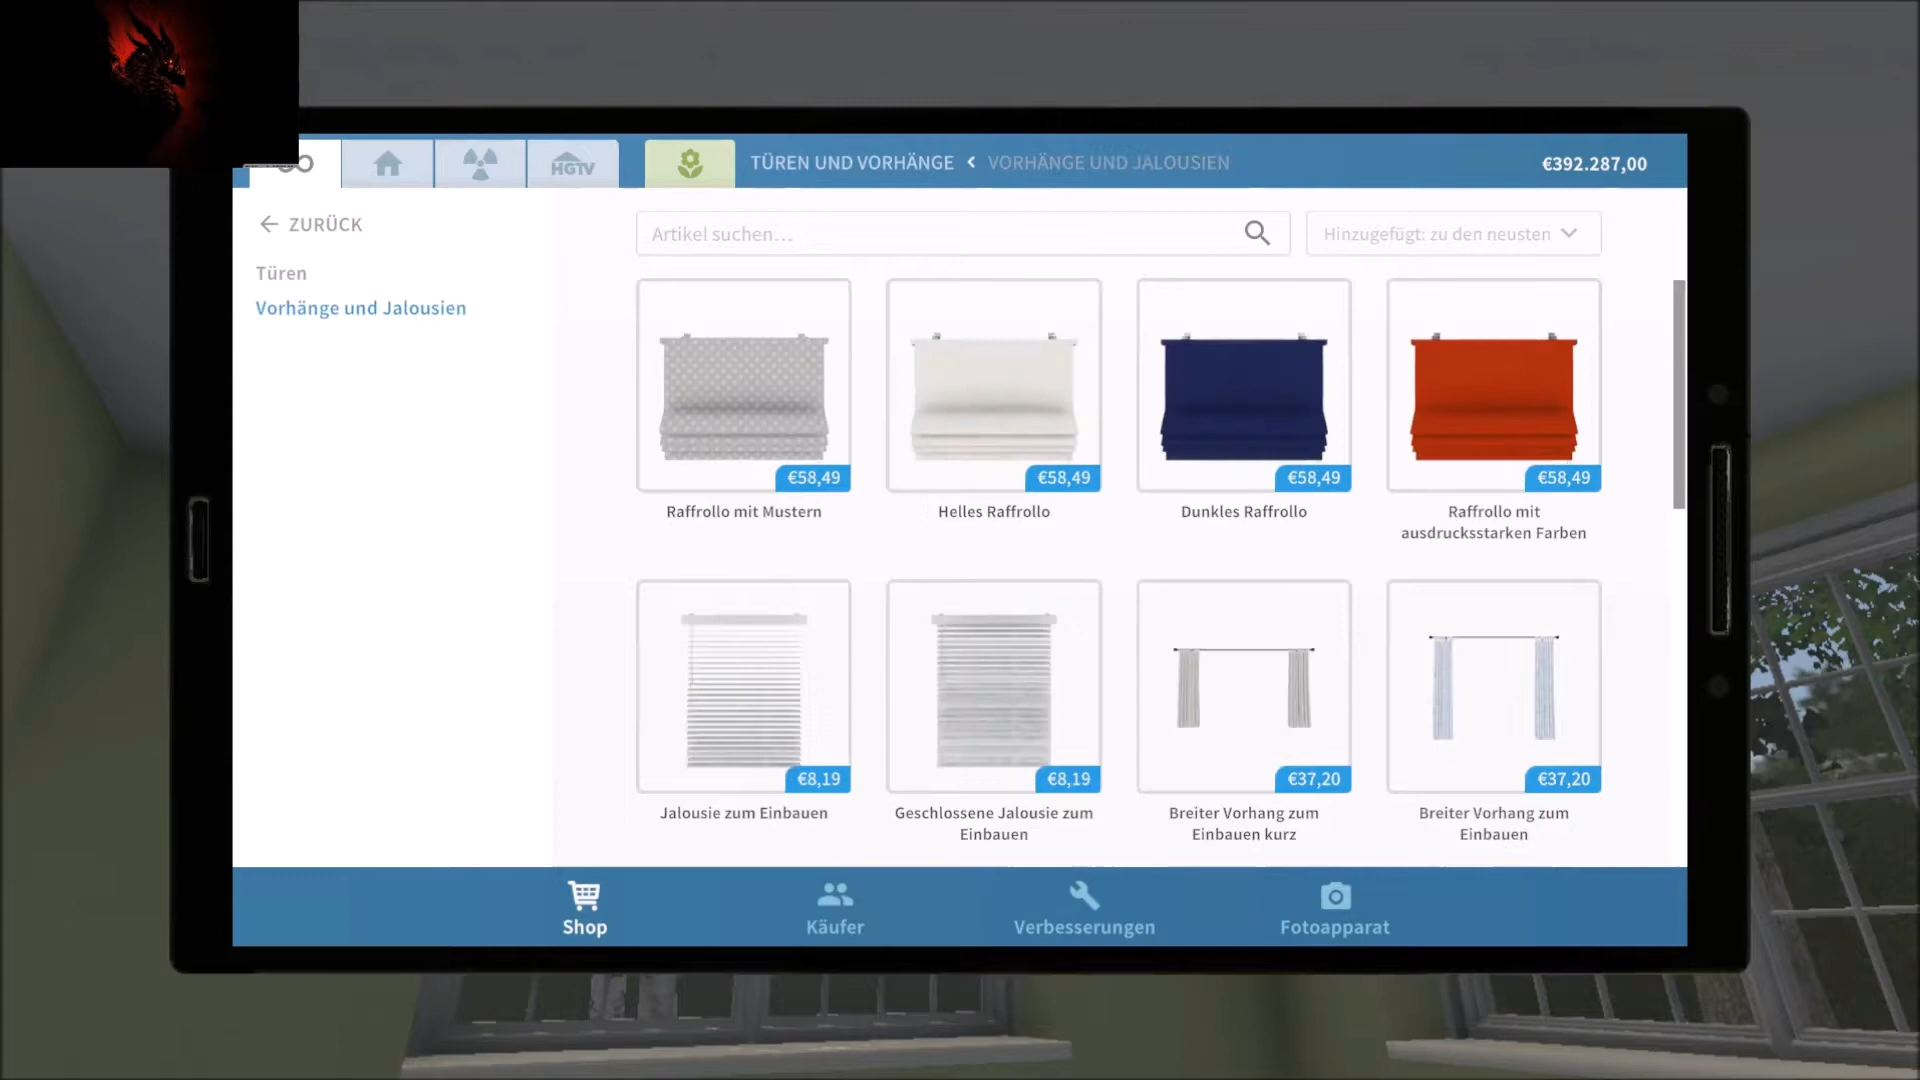 HGTV
TÜREN UND VORHÄNGE < VORHÄNGE UND JALOUSIEN
€392.287,00
← ZURÜCK
Türen
Vorhänge und Jalousien
Artikel suchen...
Hinzugefügt: zu den neusten
€58,49
€58,49
€58,49
€58,49
Raffrollo mit Mustern
Helles Raffrollo
Dunkles Raffrollo
Raffrollo mit
ausdrucksstarken Farben
€8,19
€8,19
€37,20
€37,20
Jalousie zum Einbauen
Geschlossene Jalousie zum
Einbauen
Breiter Vorhang zum
Einbauen kurz
Breiter Vorhang zum
Einbauen
Shop
Käufer
Verbesserungen
Fotoapparat